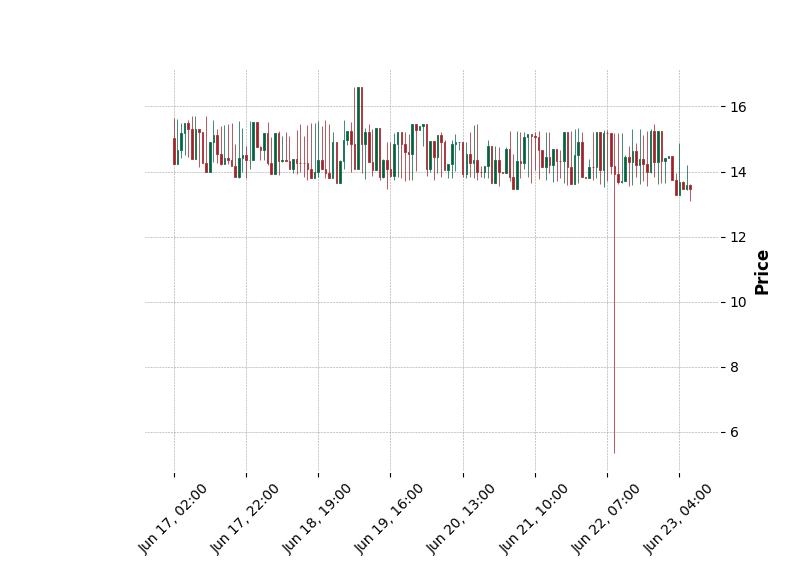 16
14
12
10
8
6
Price
Jun 17, 02:00
Jun 17, 22:00
Jun 18, 19:00
Jun 19, 16:00
Jun 20, 13:00
Jun 21, 10:00
Jun 22, 07:00
Jun 23, 04:00